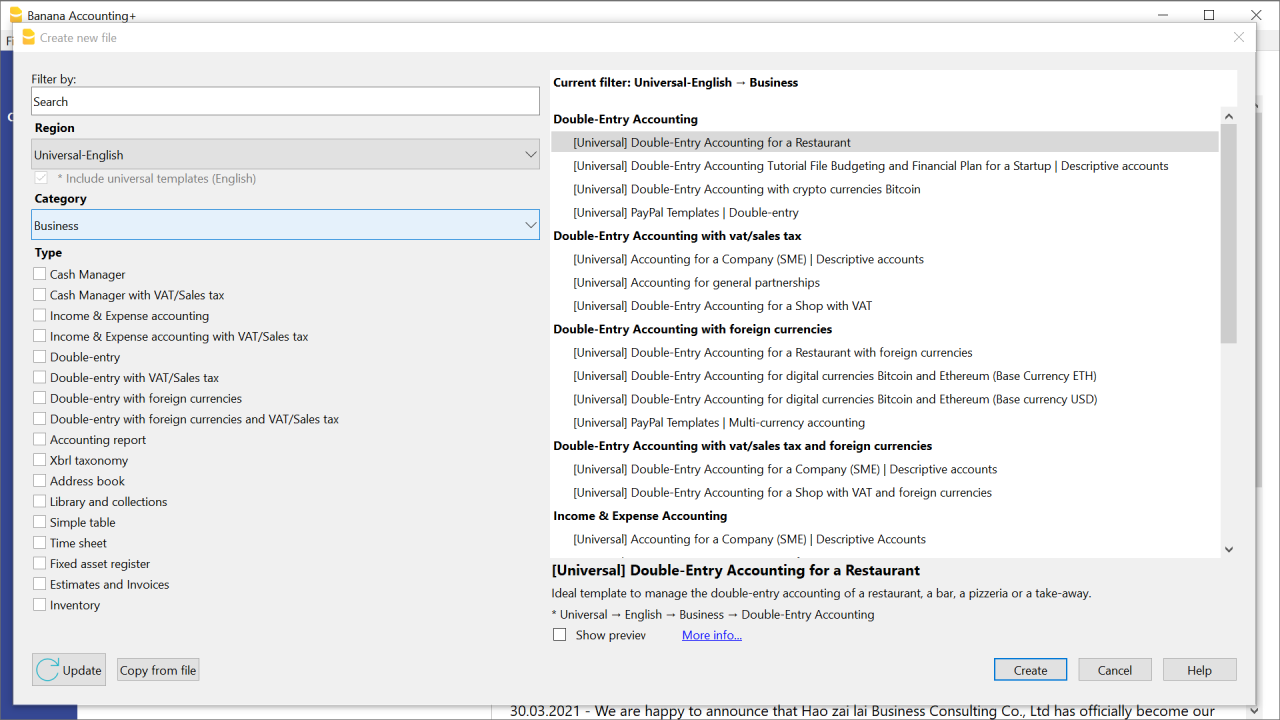 Banana Accounting+
Create new file
Filter by:
Search
Region
Universal-English
* Include universal templates (English)
Category
Business
Type
Cash Manager
Cash Manager with VAT/Sales tax
Income & Expense accounting
Income & Expense accounting with VAT/Sales tax
Double-entry
Double-entry with VAT/Sales tax
Double-entry with foreign currencies
Double-entry with foreign currencies and VAT/Sales tax
Accounting report
Xbrl taxonomy
Address book
Library and collections
Simple table
Time sheet
Fixed asset register
Estimates and Invoices
Inventory
Update
Copy from file
Current filter: Universal-English → Business
Double-Entry Accounting
[Universal] Double-Entry Accounting for a Restaurant
[Universal] Double-Entry Accounting Tutorial File Budgeting and Financial Plan for a Startup | Descriptive accounts
[Universal] Double-Entry Accounting with crypto currencies Bitcoin
[Universal] PayPal Templates | Double-entry
Double-Entry Accounting with vat/sales tax
[Universal] Accounting for a Company (SME) | Descriptive accounts
[Universal] Accounting for general partnerships
[Universal] Double-Entry Accounting for a Shop with VAT
Double-Entry Accounting with foreign currencies
[Universal] Double-Entry Accounting for a Restaurant with foreign currencies
[Universal] Double-Entry Accounting for digital currencies Bitcoin and Ethereum (Base Currency ETH)
[Universal] Double-Entry Accounting for digital currencies Bitcoin and Ethereum (Base currency USD)
[Universal] PayPal Templates | Multi-currency accounting
Double-Entry Accounting with vat/sales tax and foreign currencies
[Universal] Double-Entry Accounting for a Company (SME) | Descriptive accounts
[Universal] Double-Entry Accounting for a Shop with VAT and foreign currencies
Income & Expense Accounting
[Universal] Accounting for a Company (SME) | Descriptive Accounts
[Universal] Double-Entry Accounting for a Restaurant
Ideal template to manage the double-entry accounting of a restaurant, a bar, a pizzeria or a take-away.
* Universal → English → Business → Double-Entry Accounting
Show previev
More info...
Create
Cancel
Help
30.03.2021 - We are happy to announce that Hao zai lai Business Consulting Co., Ltd has officially become our